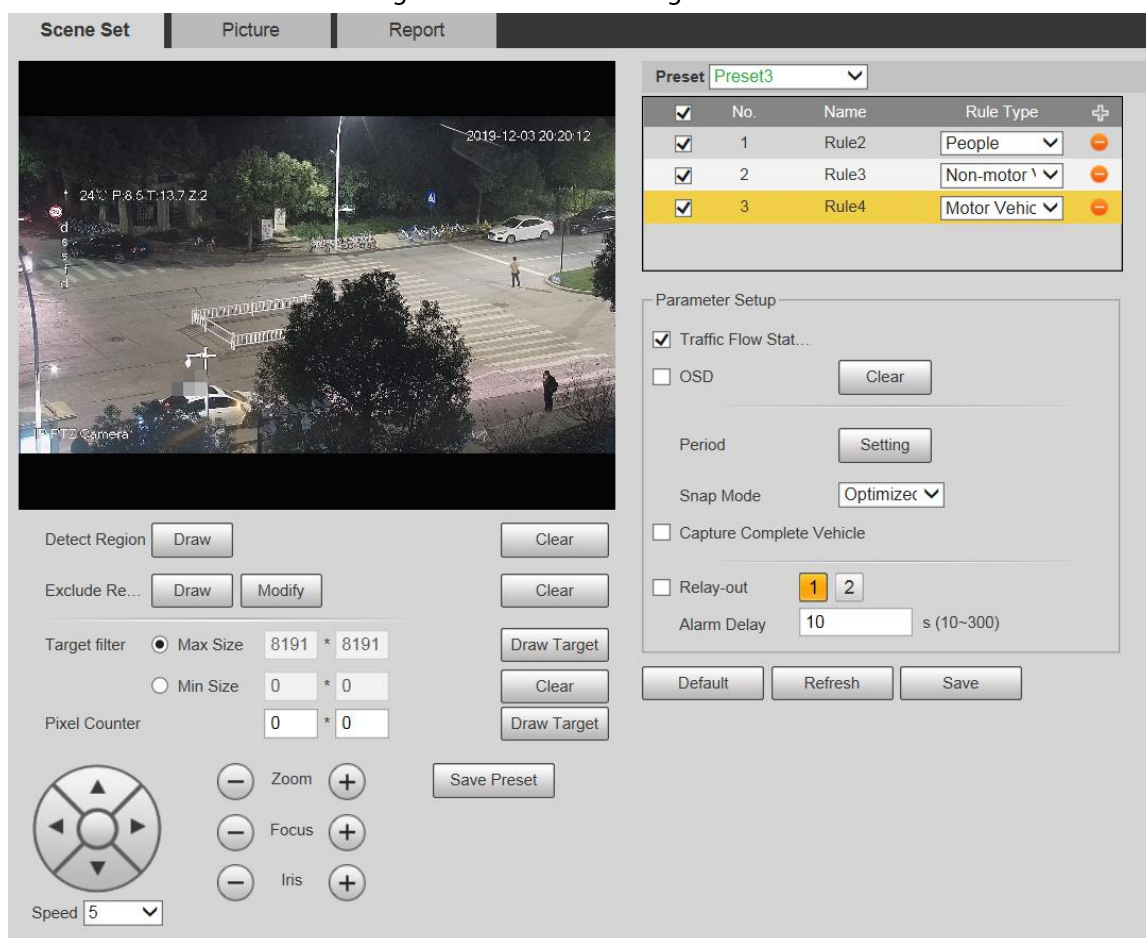 Scene Set Picture Report
Preset Preset3
No. Name Rule Type
1 Rule2 People
2 Rule3 Non-motor V
3 Rule4 Motor Vehic
2019-12-03 20:20:12
24℃ P:8.5 T:13.7 Z:2
d
s
s
f
d
PTZ Camera
Parameter Setup
Traffic Flow Stat...
OSD Clear
Period Setting
Snap Mode Optimized
Capture Complete Vehicle
Relay-out 1 2
Alarm Delay 10 s (10~300)
Default Refresh Save
Detect Region Draw Clear
Exclude Re... Draw Modify Clear
Target filter Max Size 8191 * 8191 Draw Target
Min Size 0 * 0 Clear
Pixel Counter 0 * 0 Draw Target
Zoom Save Preset
Focus
Iris
Speed 5